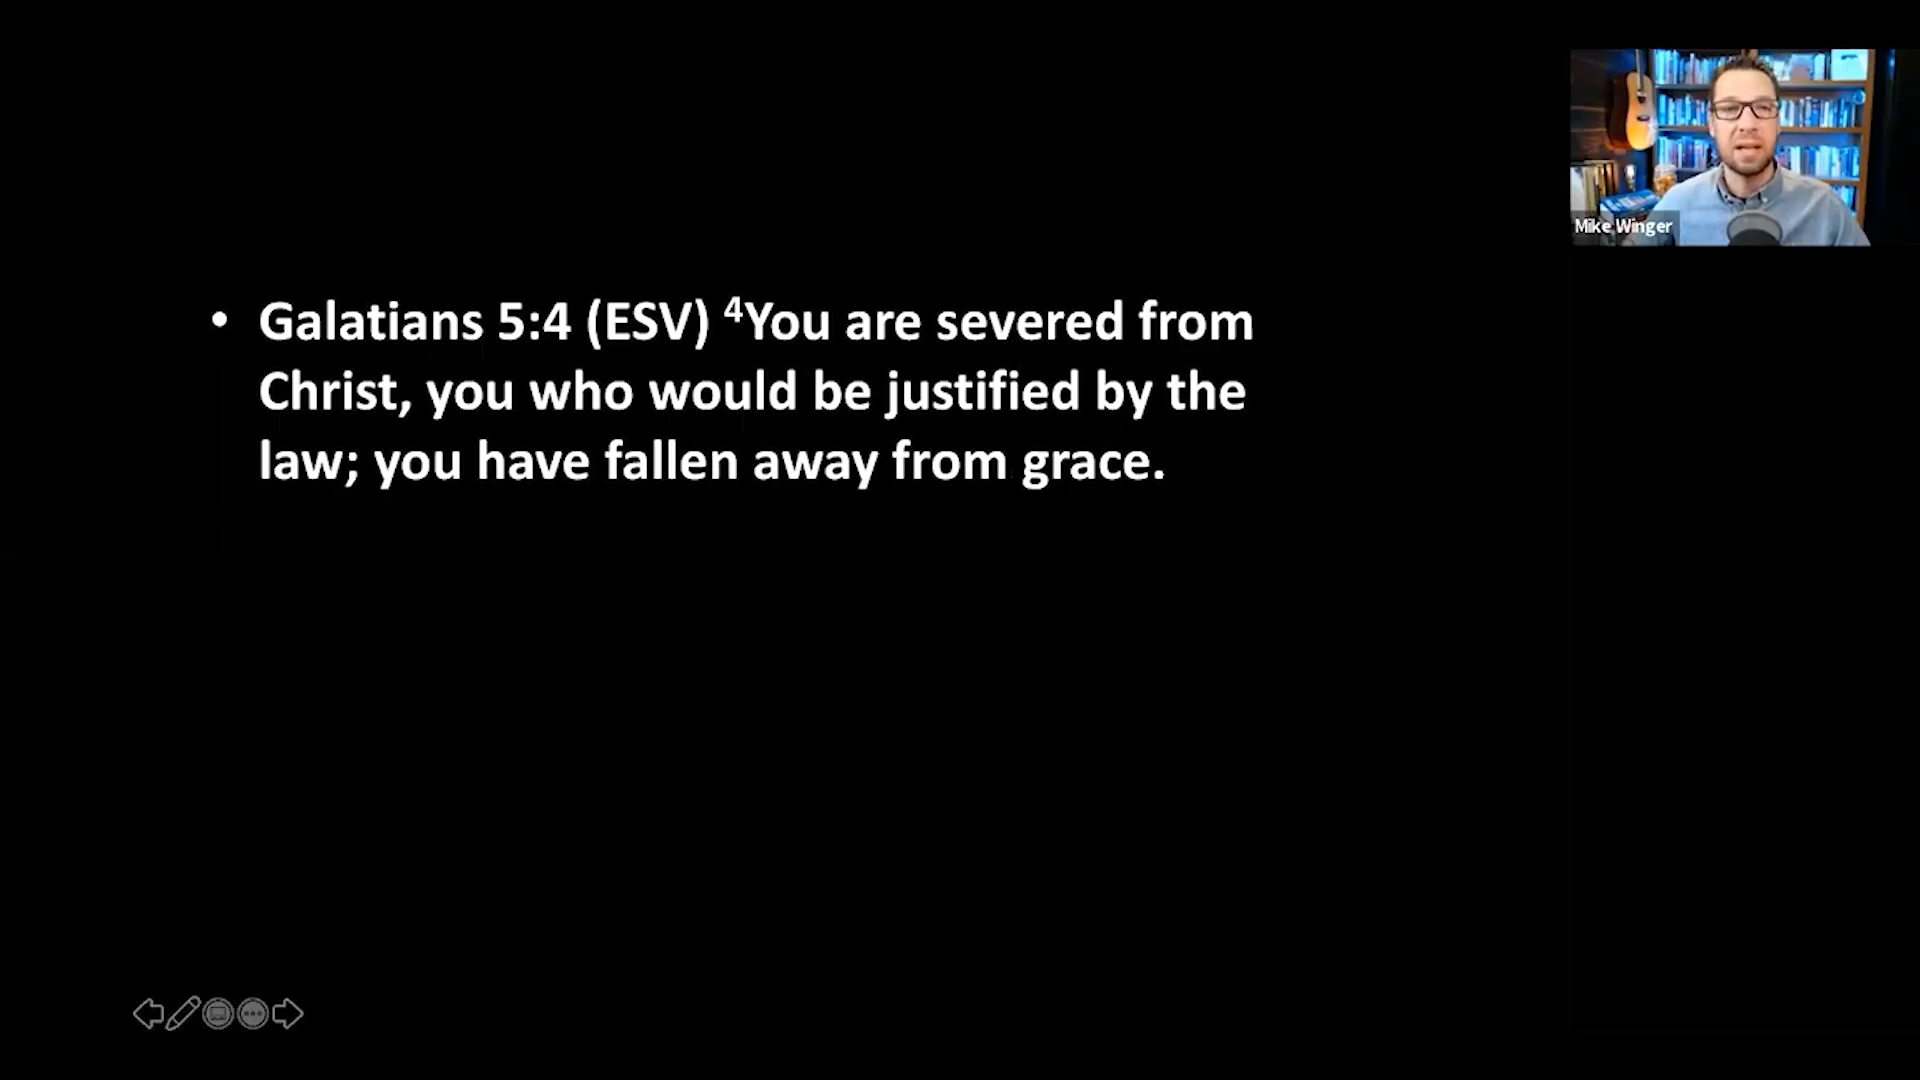 Mike Winger
• Galatians 5:4 (ESV) ⁴You are severed from
Christ, you who would be justified by the
law; you have fallen away from grace.